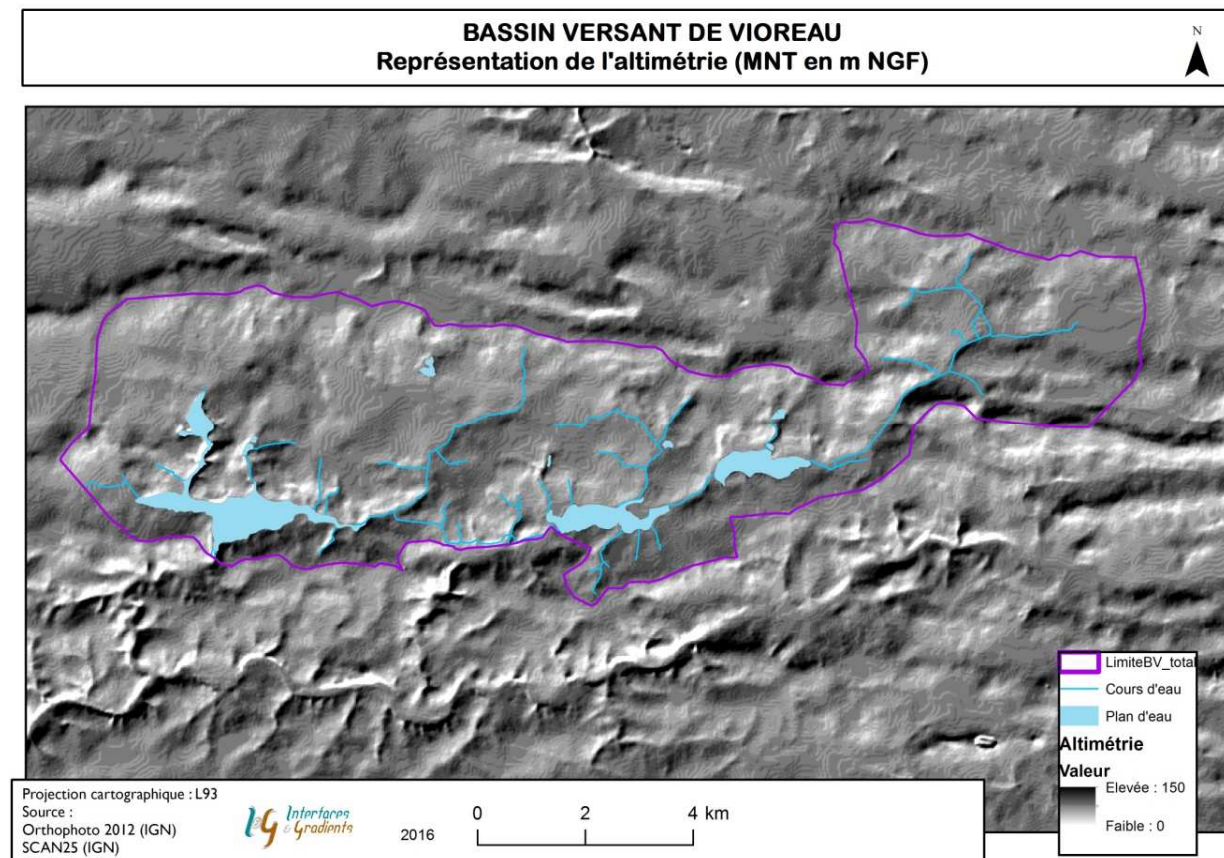 BASSIN VERSANT DE VIOREAU
Représentation de l'altimétrie (MNT en m NGF)
N
LimiteBV_total
Cours d'eau
Plan d'eau
Altimétrie
Valeur
Elevée : 150
Faible : 0
Projection cartographique : L93
Source :
Orthophoto 2012 (IGN)
SCAN25 (IGN)
I&G Interfaces
& Gradients
2016
0 2 4 km